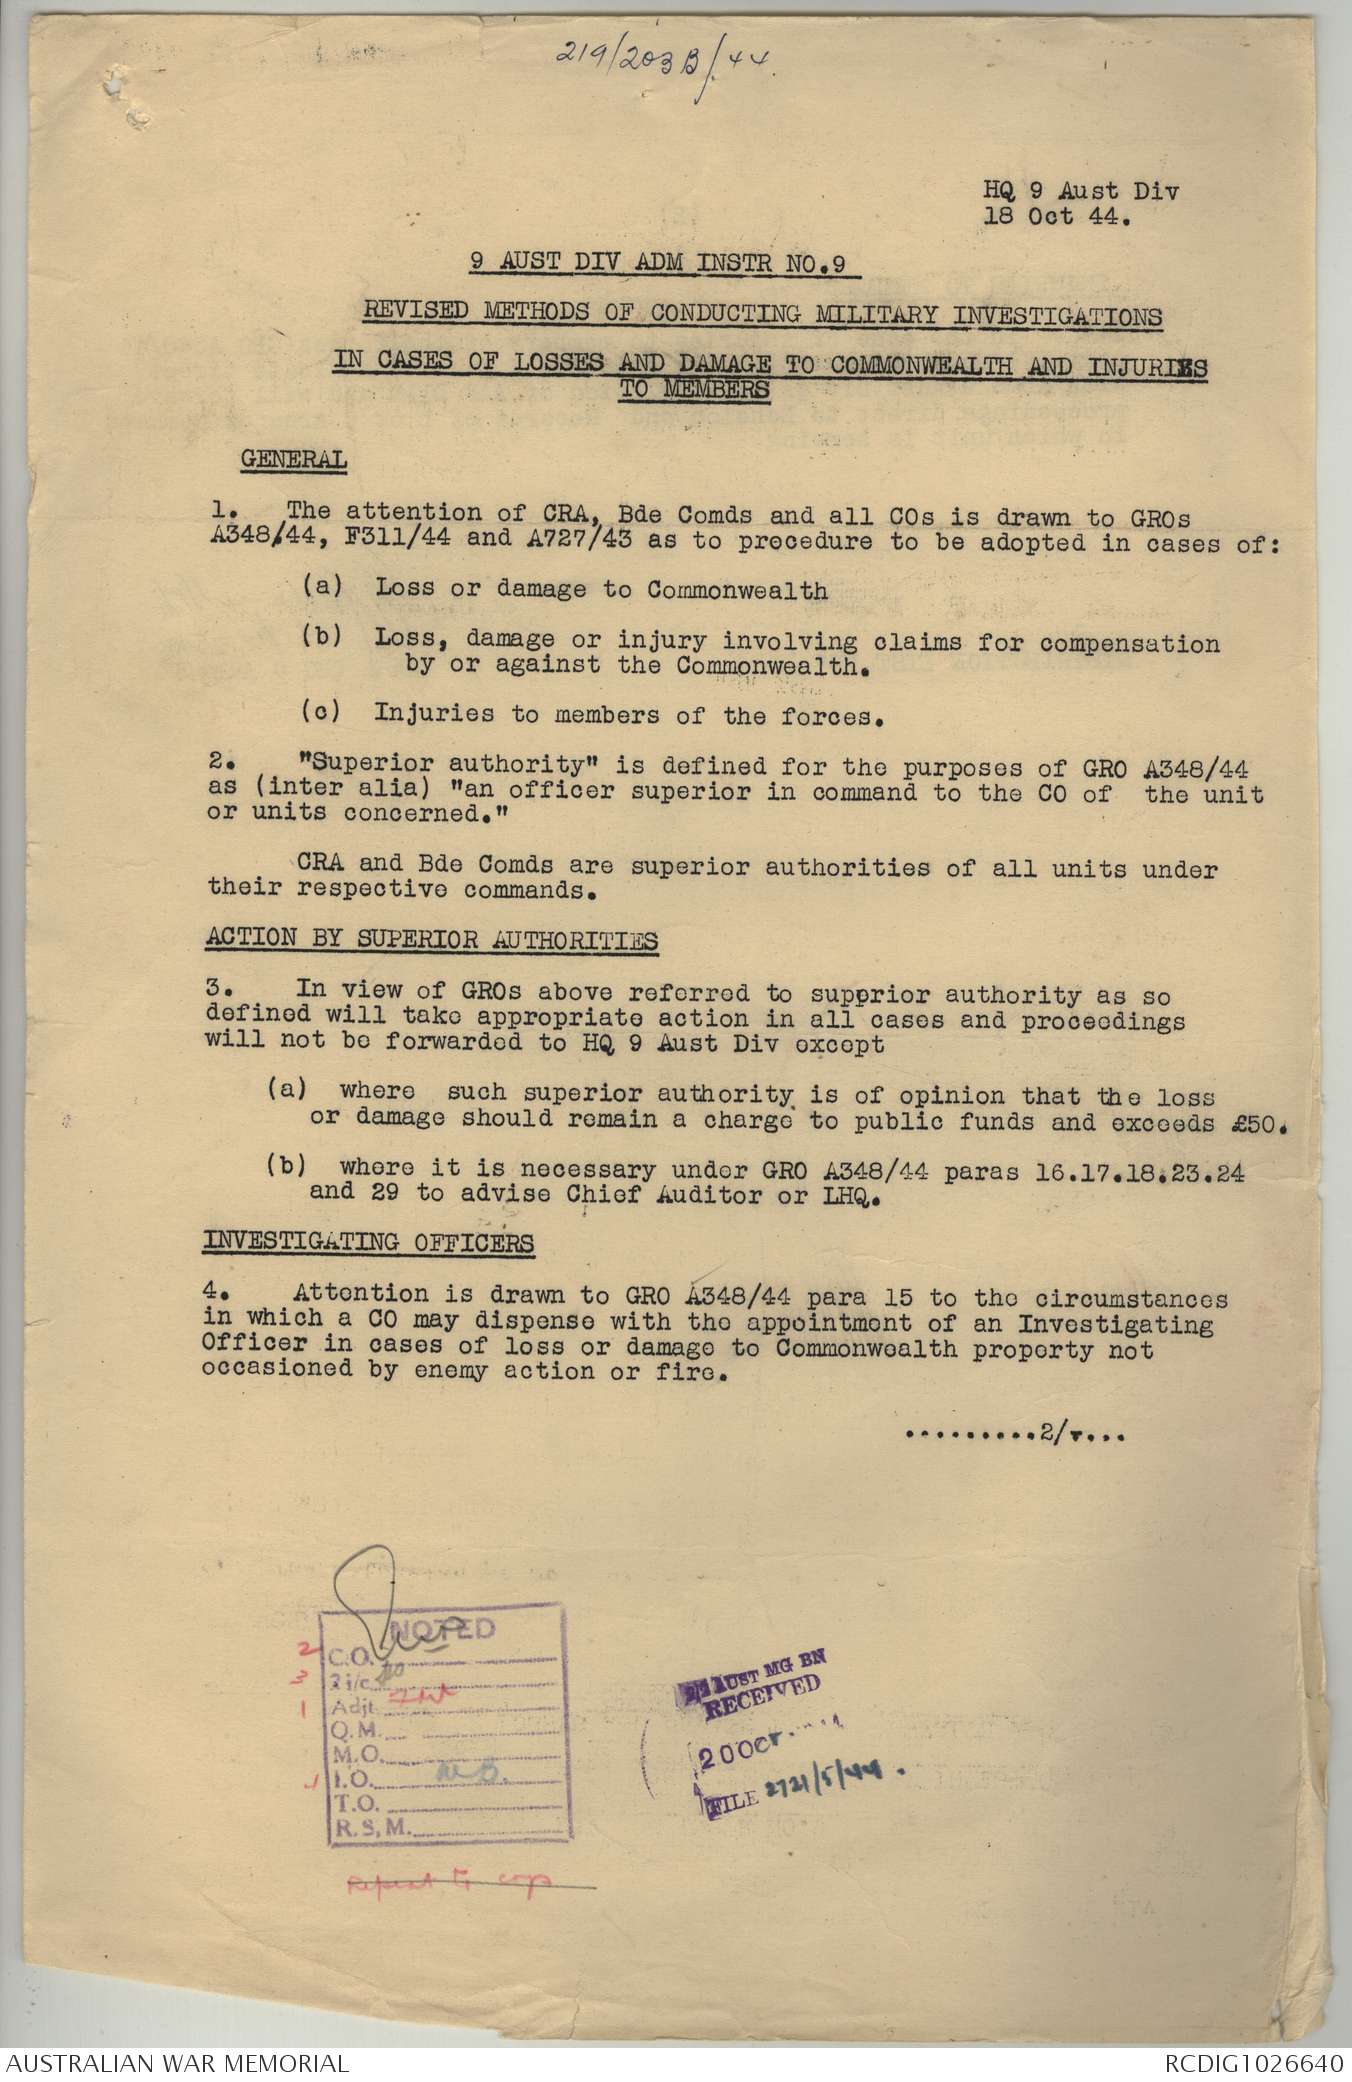 219/203B/44.
HQ 9 Aust Div
18 Oct 44.
9 AUST DIV ADM INSTR NO.9
REVISED METHODS OF CONDUCTING MILITARY INVESTIGATIONS
IN CASES OF LOSSES AND DAMAGE TO COMMONWEALTH AND INJURIES
TO MEMBERS
GENERAL
1. The attention of CRA, Bde Comds and all COs is drawn to GROs
A348/44, F311/44 and A727/43 as to procedure to be adopted in cases of:
(a) Loss or damage to Commonwealth
(b) Loss, damage or injury involving claims for compensation
by or against the Commonwealth.
(c) Injuries to members of the forces.
2. "Superior authority" is defined for the purposes of GRO A348/44
as (inter alia) "an officer superior in command to the CO of the unit
or units concerned."
CRA and Bde Comds are superior authorities of all units under
their respective commands.
ACTION BY SUPERIOR AUTHORITIES
3. In view of GROs above referred to superior authority as so
defined will take appropriate action in all cases and proceedings
will not be forwarded to HQ 9 Aust Div except
(a) where such superior authority is of opinion that the loss
or damage should remain a charge to public funds and exceeds £50.
(b) where it is necessary under GRO A348/44 paras 16.17.18.23.24
and 29 to advise Chief Auditor or LHQ.
INVESTIGATING OFFICERS
4. Attention is drawn to GRO A348/44 para 15 to the circumstances
in which a CO may dispense with the appointment of an Investigating
Officer in cases of loss or damage to Commonwealth property not
occasioned by enemy action or fire.
.........2/....
NOTED
2 C.O.
3 2 i/c
1 Adjt.
Q.M.
M.O.
I.O.
T.O.
R.S.M.
Repeat to coys
AUST MG BN
RECEIVED
20 OCT
FILE 2721/5/44.
AUSTRALIAN WAR MEMORIAL
RCDIG1026640